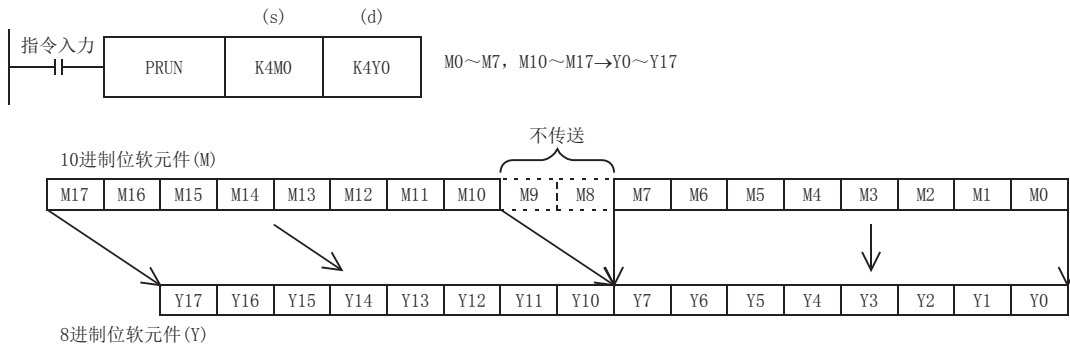 (s) (d)
指令入力
PRUN K4M0 K4Y0
M0～M7，M10～M17→Y0～Y17
不传送
10进制位软元件(M)
M17 M16 M15 M14 M13 M12 M11 M10 M9 M8 M7 M6 M5 M4 M3 M2 M1 M0
Y17 Y16 Y15 Y14 Y13 Y12 Y11 Y10 Y7 Y6 Y5 Y4 Y3 Y2 Y1 Y0
8进制位软元件(Y)